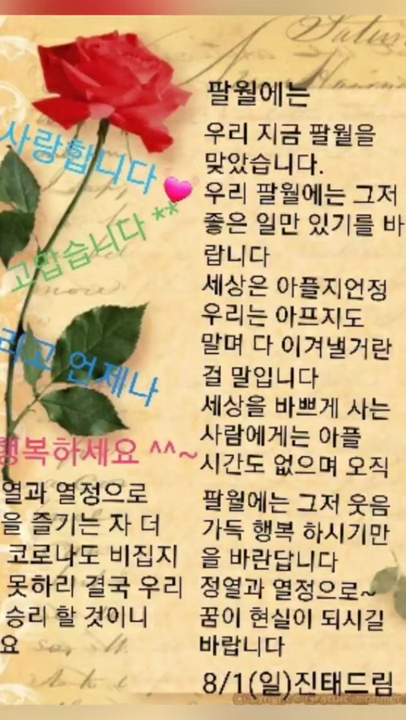 팔월에는
우리 지금 팔월을
맞았습니다.
우리 팔월에는 그저
좋은 일만 있기를 바
랍니다
세상은 아플지언정
우리는 아프지도
말며 다 이겨낼거란
걸 말입니다
세상을 바쁘게 사는
사람에게는 아플
시간도 없으며 오직
팔월에는 그저 웃음
가득 행복 하시기만
을 바란답니다
정열과 열정으로~
꿈이 현실이 되시길
바랍니다
8/1(일)진태드림
사랑합니다
고맙습니다 **
리고 언제나
행복하세요 ^^~
열과 열정으로
을 즐기는 자 더
코로나도 비집지
못하리 결국 우리
승리 할 것이니
요